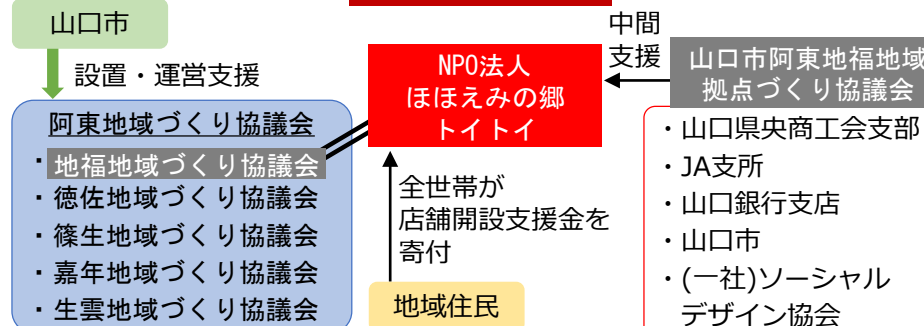 山口市
設置・運営支援
阿東地域づくり協議会
・地福地域づくり協議会
・徳佐地域づくり協議会
・篠生地域づくり協議会
・嘉年地域づくり協議会
・生雲地域づくり協議会
NPO法人
ほほえみの郷
トイトイ
全世帯が
店舗開設支援金を
寄付
地域住民
中間
支援
山口市阿東地福地域
拠点づくり協議会
・山口県央商工会支部
・JA支所
・山口銀行支店
・山口市
・(一社)ソーシャル
デザイン協会